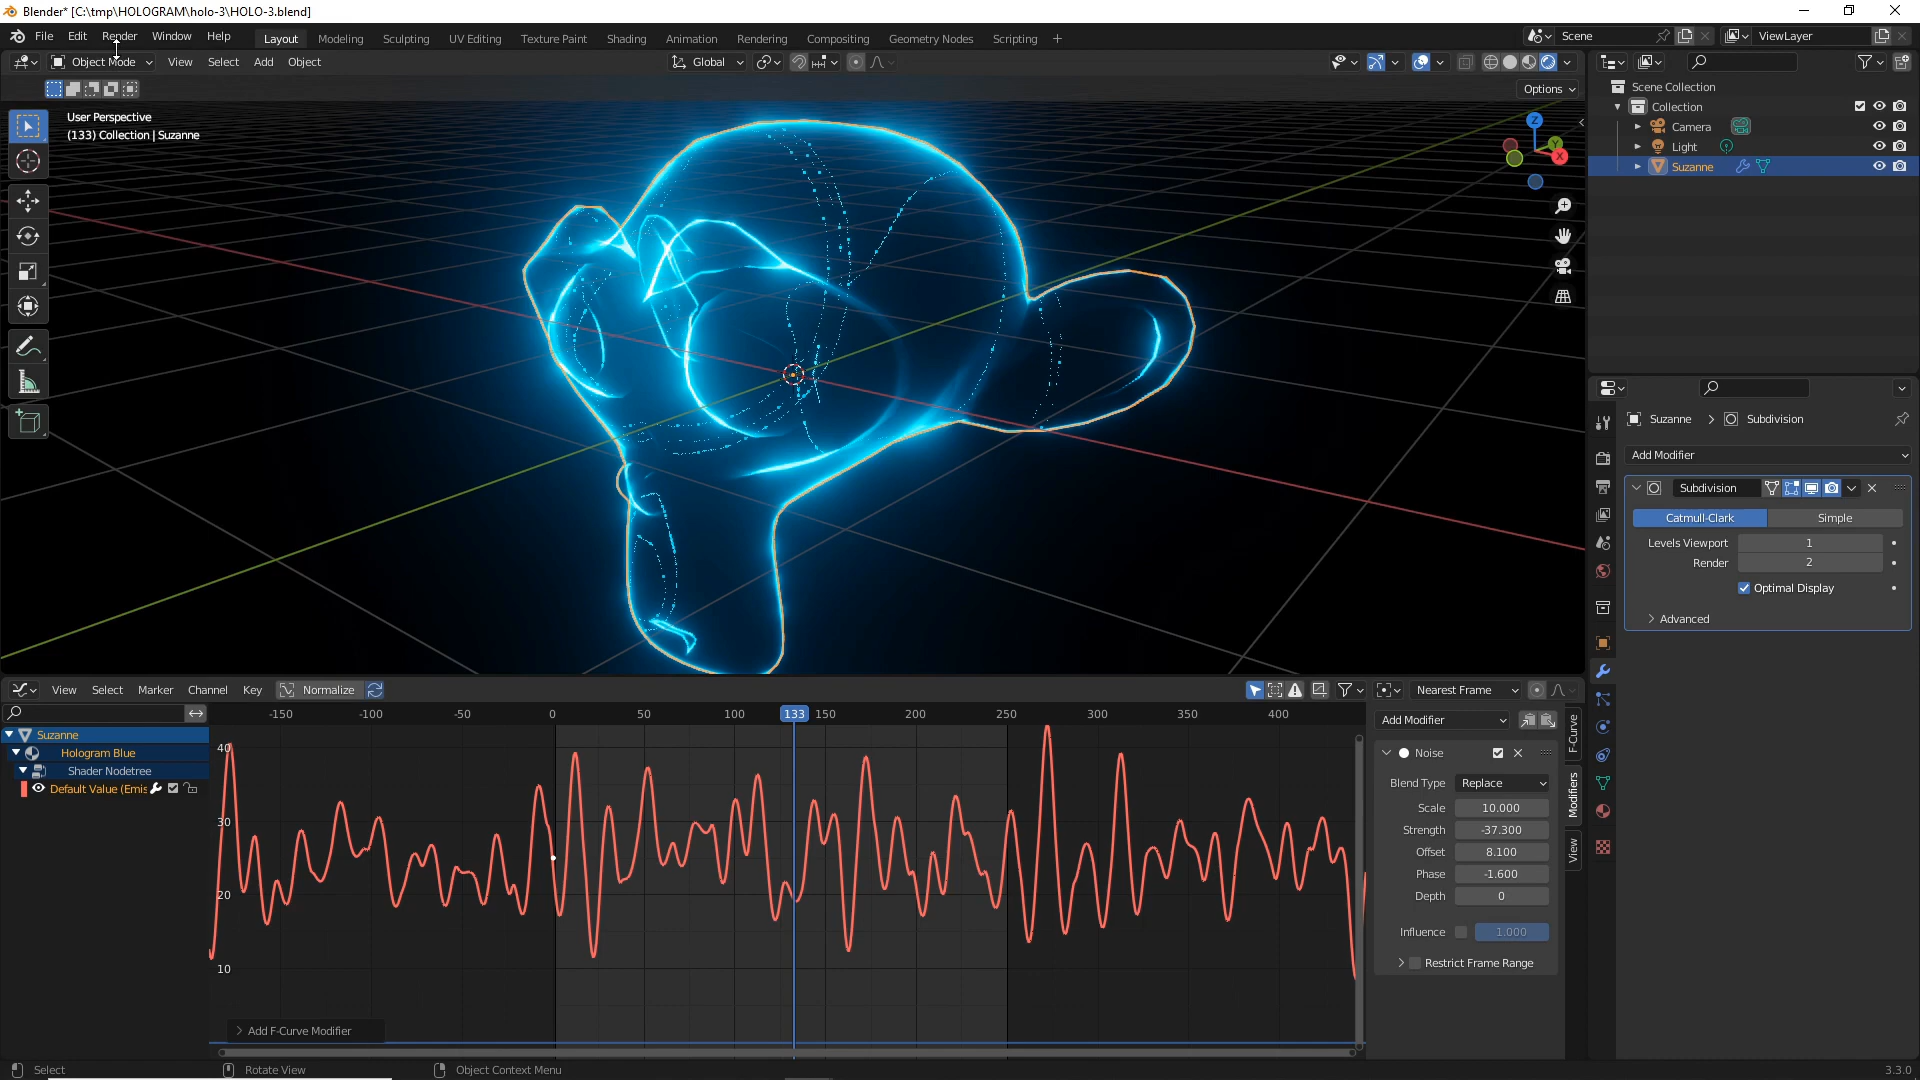 Blender* [C:\tmp\HOLOGRAM\holo-3\HOLO-3.blend]
File Edit Render Window Help Layout Modeling Sculpting UV Editing Texture Paint Shading Animation Rendering Compositing Geometry Nodes Scripting + Scene ViewLayer
Object Mode View Select Add Object Global
Options
User Perspective
(133) Collection | Suzanne
Z
Y
X
Scene Collection
Collection
Camera
Light
Suzanne
Suzanne > Subdivision
Add Modifier
Subdivision
Catmull-Clark Simple
Levels Viewport 1
Render 2
Optimal Display
Advanced
View Select Marker Channel Key Normalize Nearest Frame
-150 -100 -50 0 50 100 133 150 200 250 300 350 400
Suzanne
Hologram Blue
Shader Nodetree
Default Value (Emis
40
30
20
10
Add F-Curve Modifier
Add Modifier
Noise
Blend Type Replace
Scale 10.000
Strength -37.300
Offset 8.100
Phase -1.600
Depth 0
Influence 1.000
Restrict Frame Range
F-Curve
Modifiers
View
Select Rotate View Object Context Menu 3.3.0